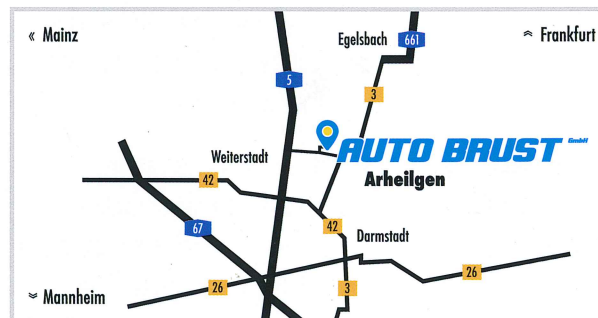 « Mainz
Egelsbach
661
« Frankfurt
5
3
AUTO BRUST GmbH
Weiterstadt
Arheilgen
42
42
67
Darmstadt
26
26
« Mannheim
3